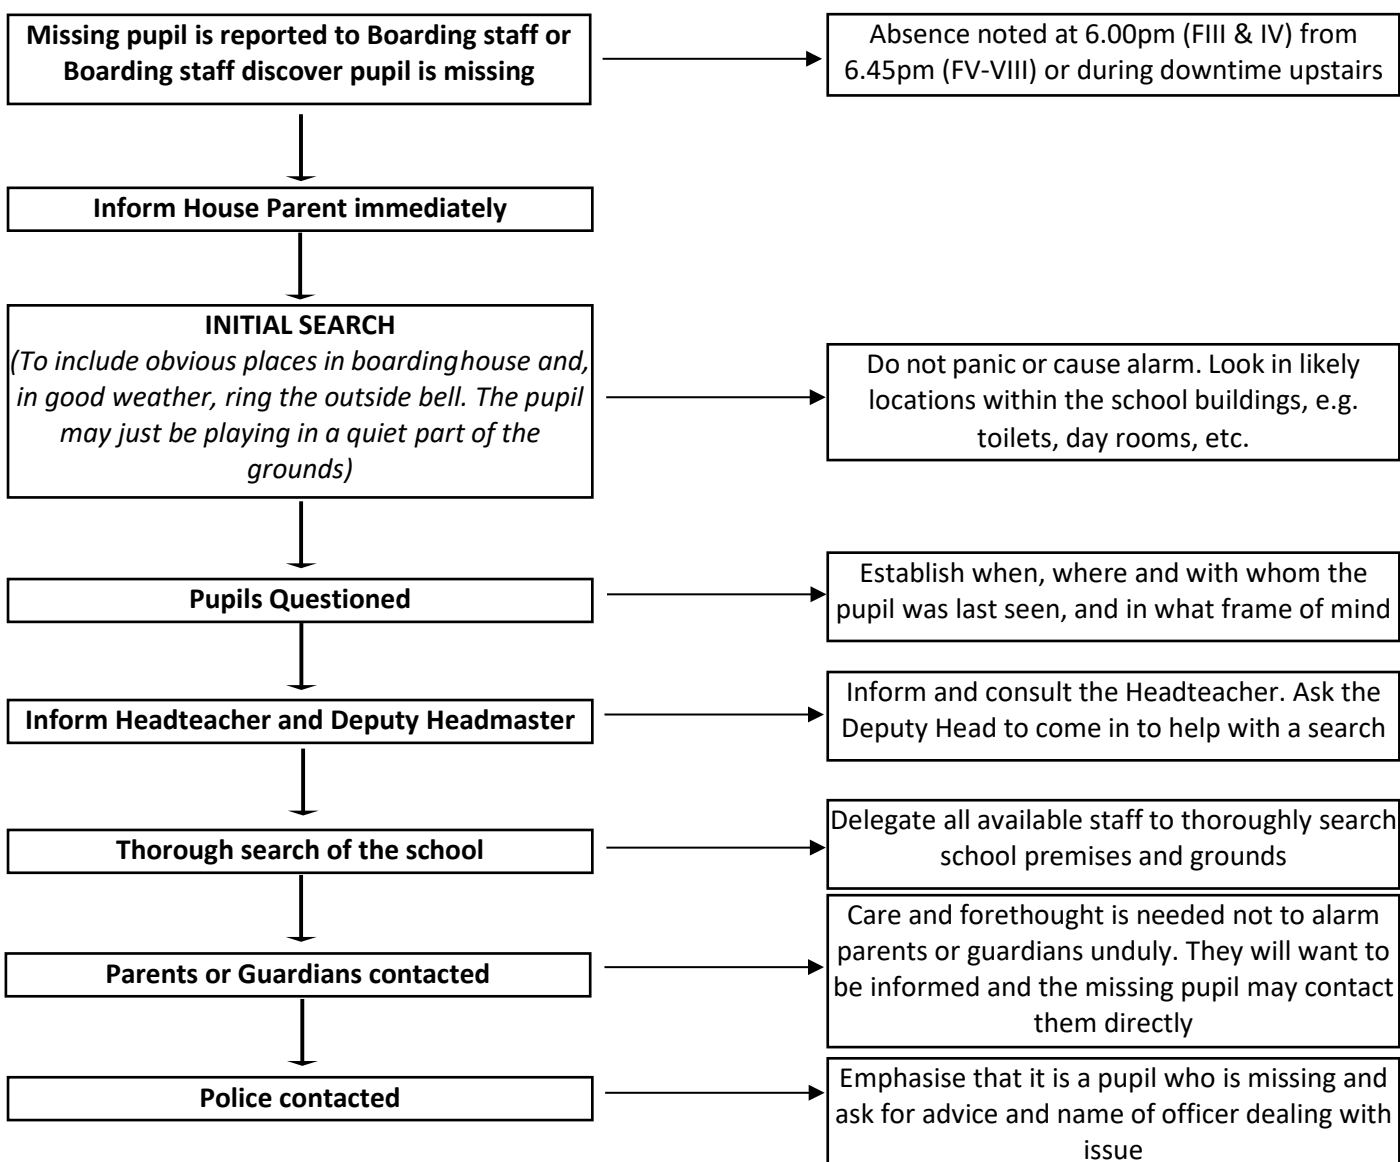 Missing pupil is reported to Boarding staff or
Boarding staff discover pupil is missing
Absence noted at 6.00pm (FIII & IV) from
6.45pm (FV-VIII) or during downtime upstairs
Inform House Parent immediately
INITIAL SEARCH
(To include obvious places in boardinghouse and,
in good weather, ring the outside bell. The pupil
may just be playing in a quiet part of the
grounds)
Do not panic or cause alarm. Look in likely
locations within the school buildings, e.g.
toilets, day rooms, etc.
Pupils Questioned
Establish when, where and with whom the
pupil was last seen, and in what frame of mind
Inform Headteacher and Deputy Headmaster
Inform and consult the Headteacher. Ask the
Deputy Head to come in to help with a search
Thorough search of the school
Delegate all available staff to thoroughly search
school premises and grounds
Parents or Guardians contacted
Care and forethought is needed not to alarm
parents or guardians unduly. They will want to
be informed and the missing pupil may contact
them directly
Police contacted
Emphasise that it is a pupil who is missing and
ask for advice and name of officer dealing with
issue